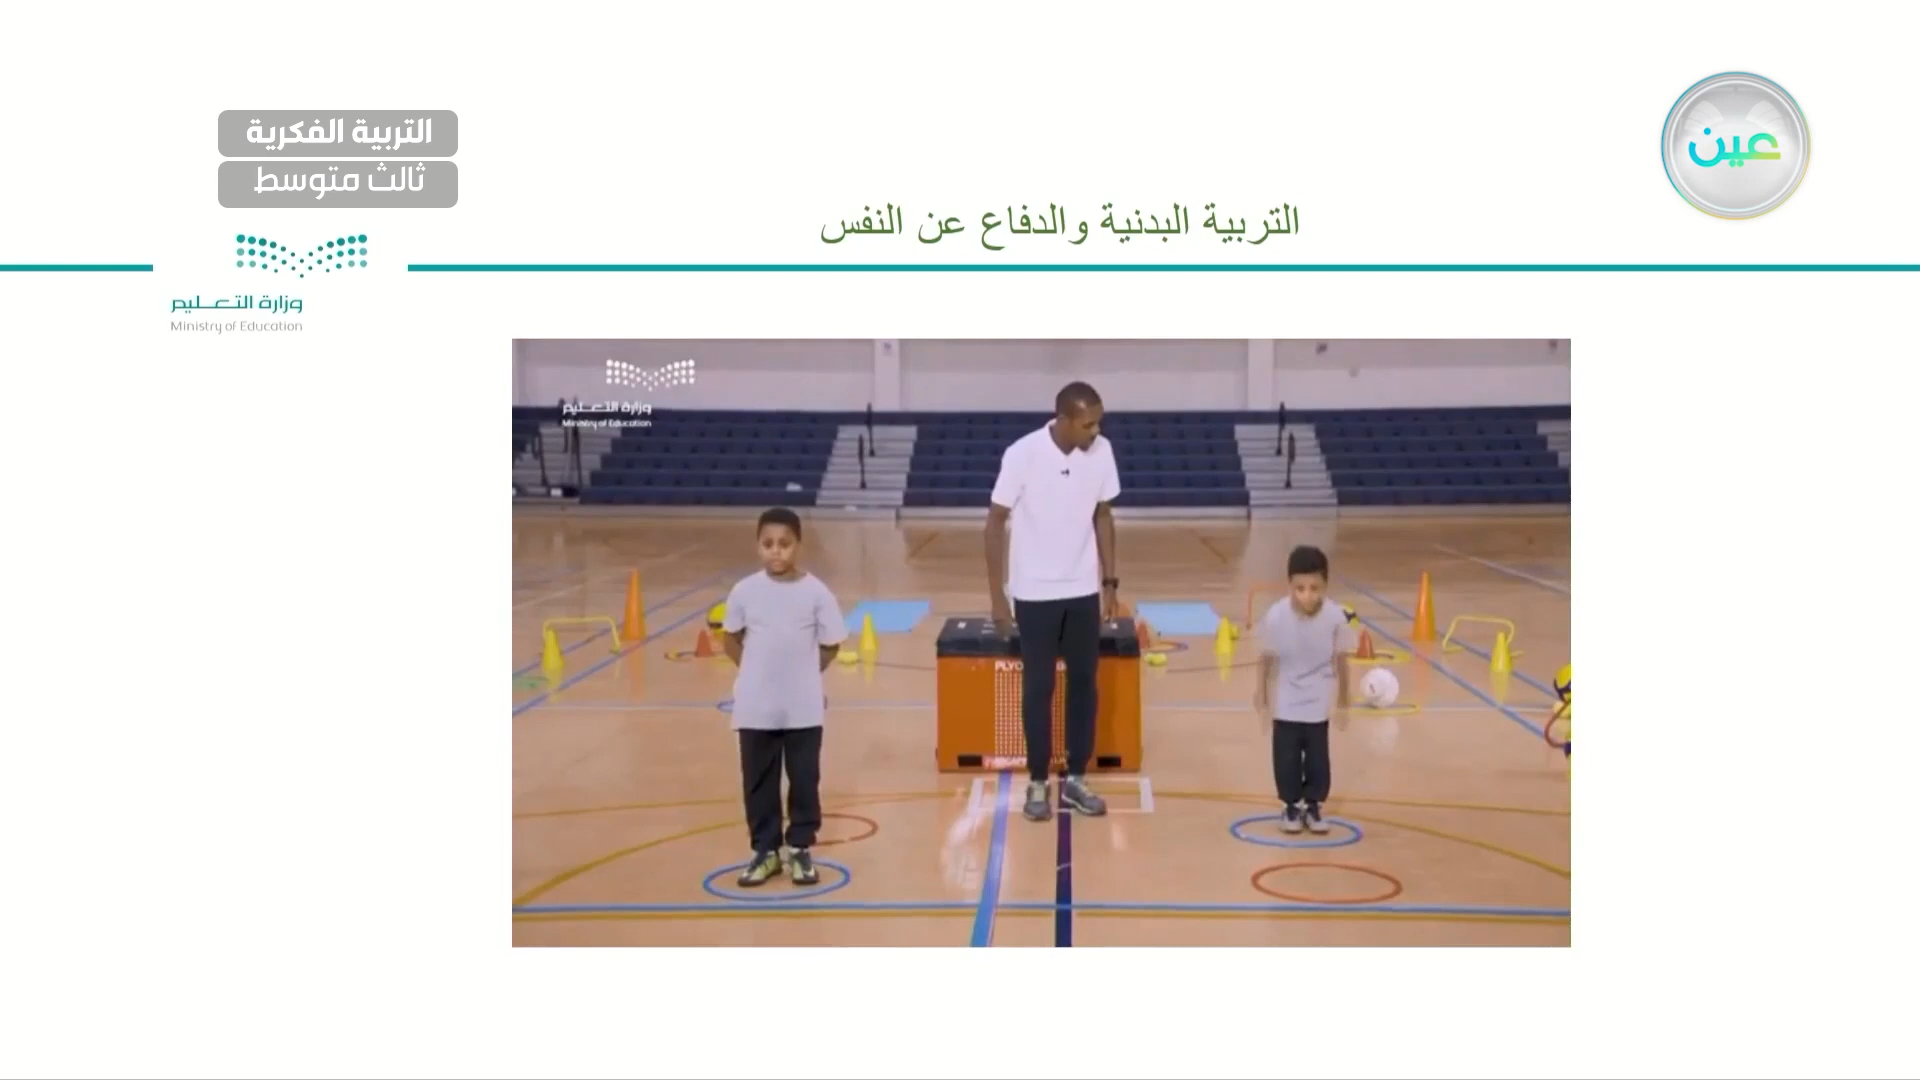 التربية الفكرية
ثالث متوسط
عين
التربية البدنية والدفاع عن النفس
وزارة التعليم
Ministry of Education
وزارة التعليم
Ministry of Education